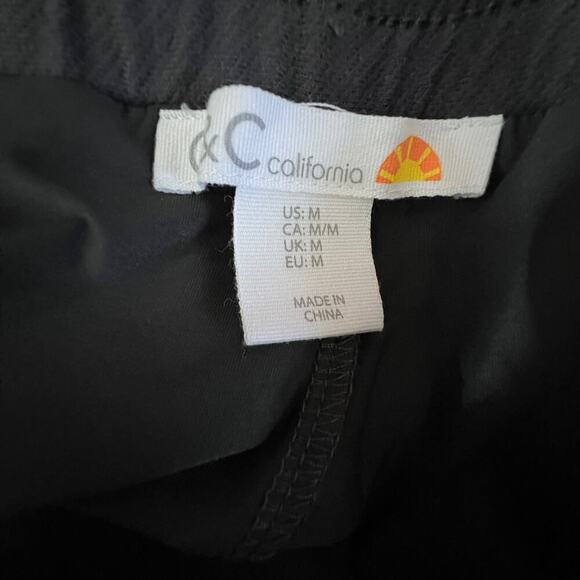 C california
US: M
CA: M/M
UK: M
EU: M
MADE IN
CHINA